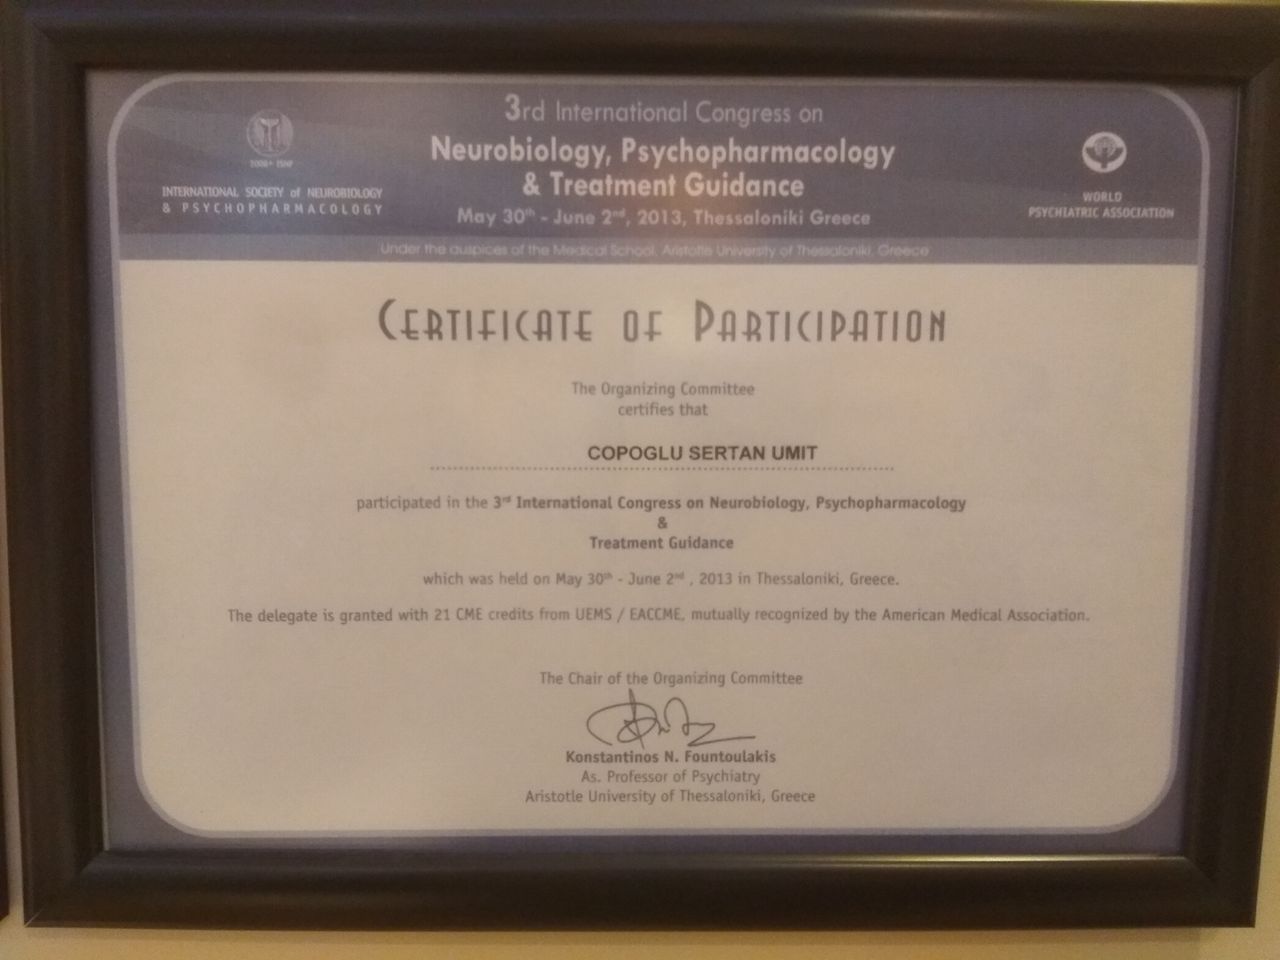 3rd International Congress on
Neurobiology, Psychopharmacology
& Treatment Guidance
May 30th - June 2nd, 2013, Thessaloniki Greece
2008+ ISNP
INTERNATIONAL SOCIETY of NEUROBIOLOGY
& PSYCHOPHARMACOLOGY
WORLD
PSYCHIATRIC ASSOCIATION
Under the auspices of the Medical School, Aristotle University of Thessaloniki, Greece
CERTIFICATE OF PARTICIPATION
The Organizing Committee
certifies that
COPOGLU SERTAN UMIT
participated in the 3rd International Congress on Neurobiology, Psychopharmacology
&
Treatment Guidance
which was held on May 30th - June 2nd , 2013 in Thessaloniki, Greece.
The delegate is granted with 21 CME credits from UEMS / EACCME, mutually recognized by the American Medical Association.
The Chair of the Organizing Committee
Konstantinos N. Fountoulakis
As. Professor of Psychiatry
Aristotle University of Thessaloniki, Greece